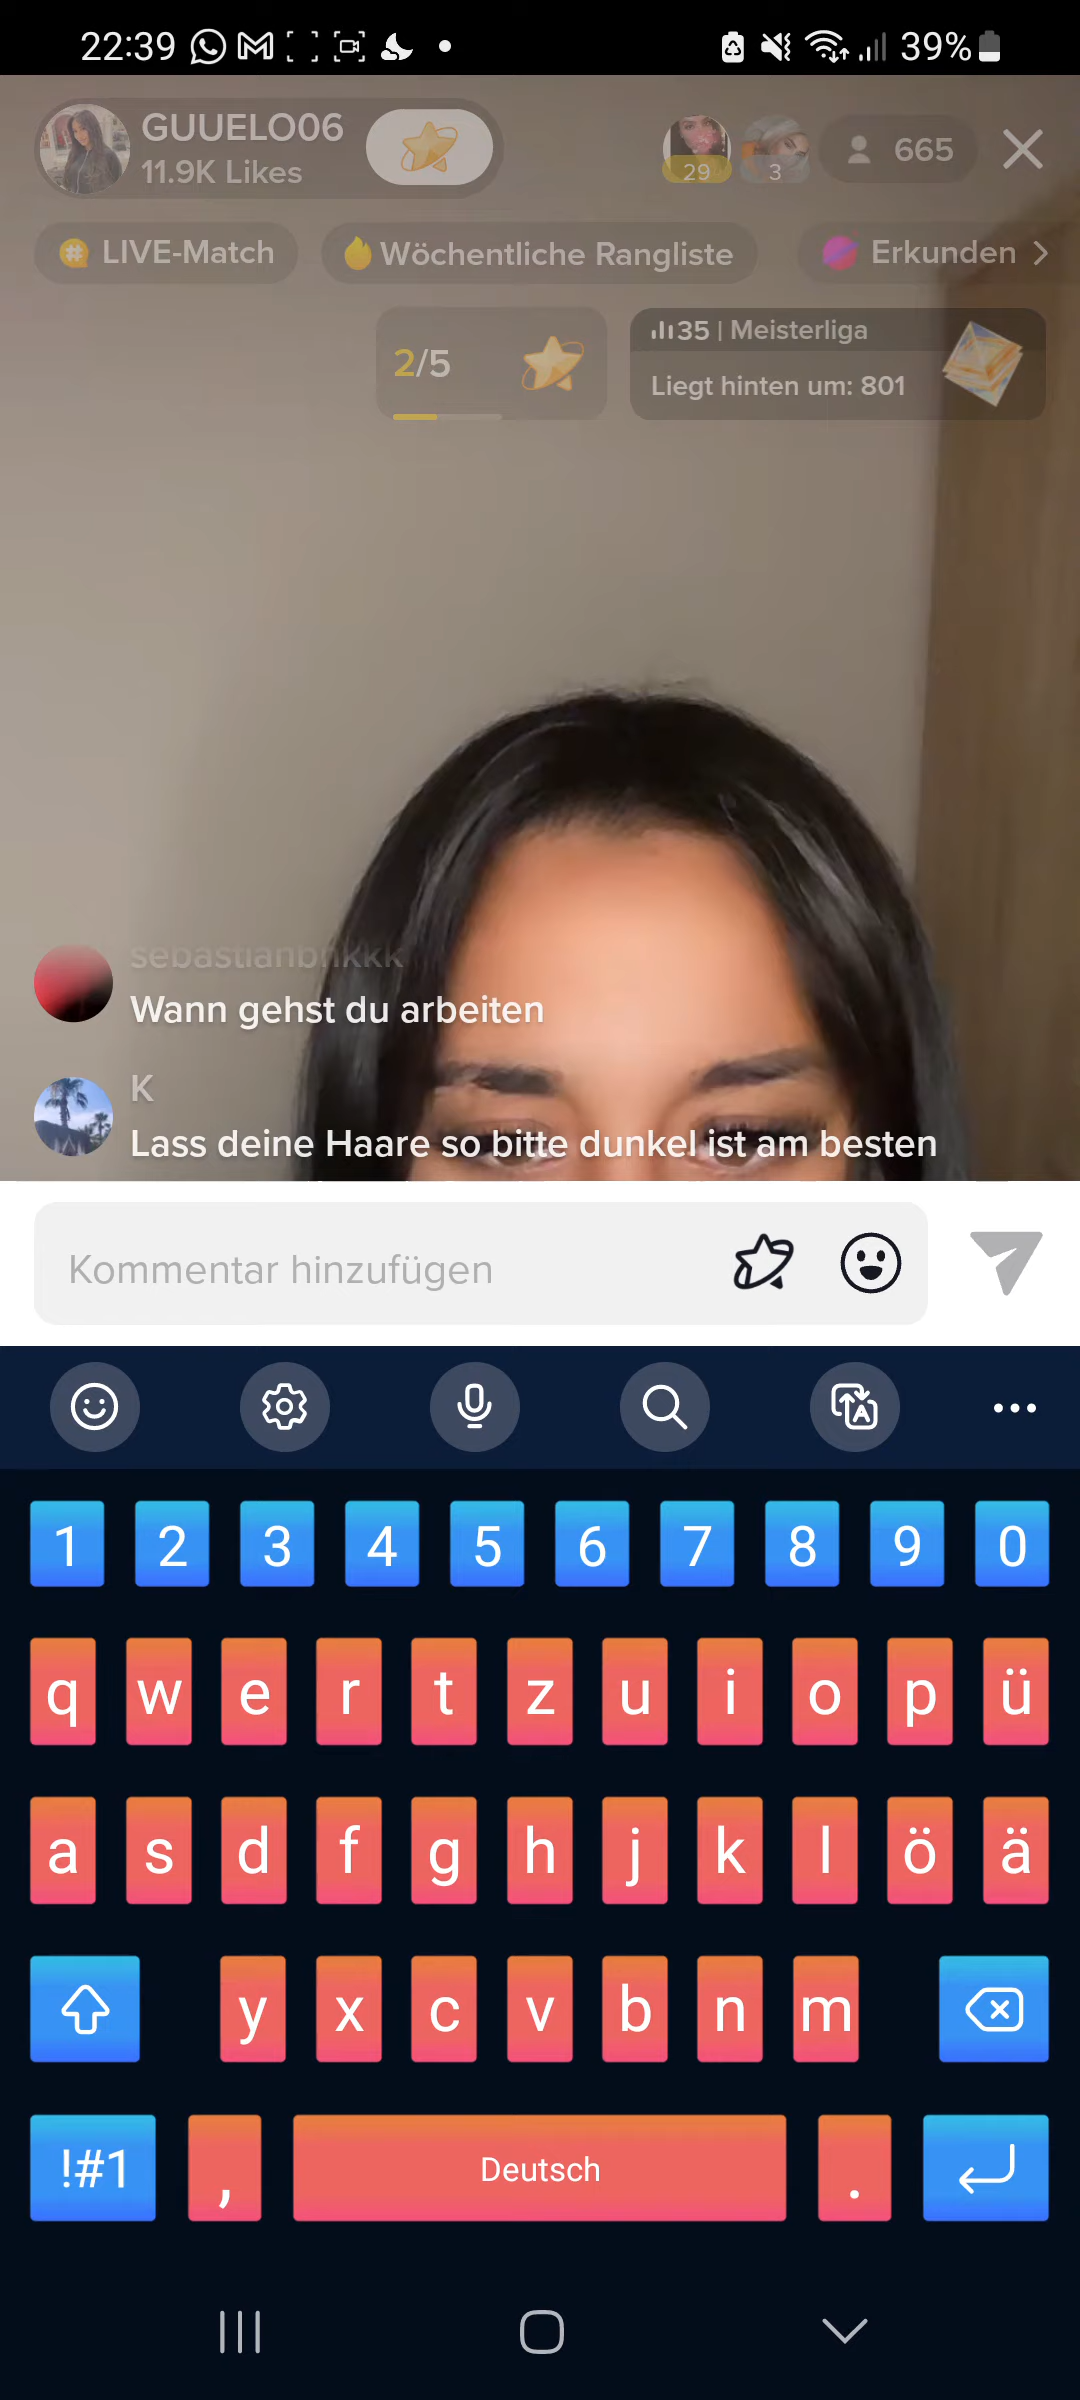 22:39
39%
GUUELO06
11.9K Likes
29
3
665
LIVE-Match
Wöchentliche Rangliste
Erkunden
2/5
35 | Meisterliga
Liegt hinten um: 801
Wann gehst du arbeiten
K
Lass deine Haare so bitte dunkel ist am besten
Kommentar hinzufügen
1 2 3 4 5 6 7 8 9 0
q w e r t z u i o p ü
a s d f g h j k l ö ä
y x c v b n m
!#1 , Deutsch .